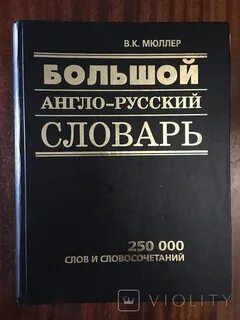 В.К. МЮЛЛЕР
БОЛЬШОЙ
АНГЛО-РУССКИЙ
СЛОВАРЬ
250 000
СЛОВ И СЛОВОСОЧЕТАНИЙ
VIOLITY